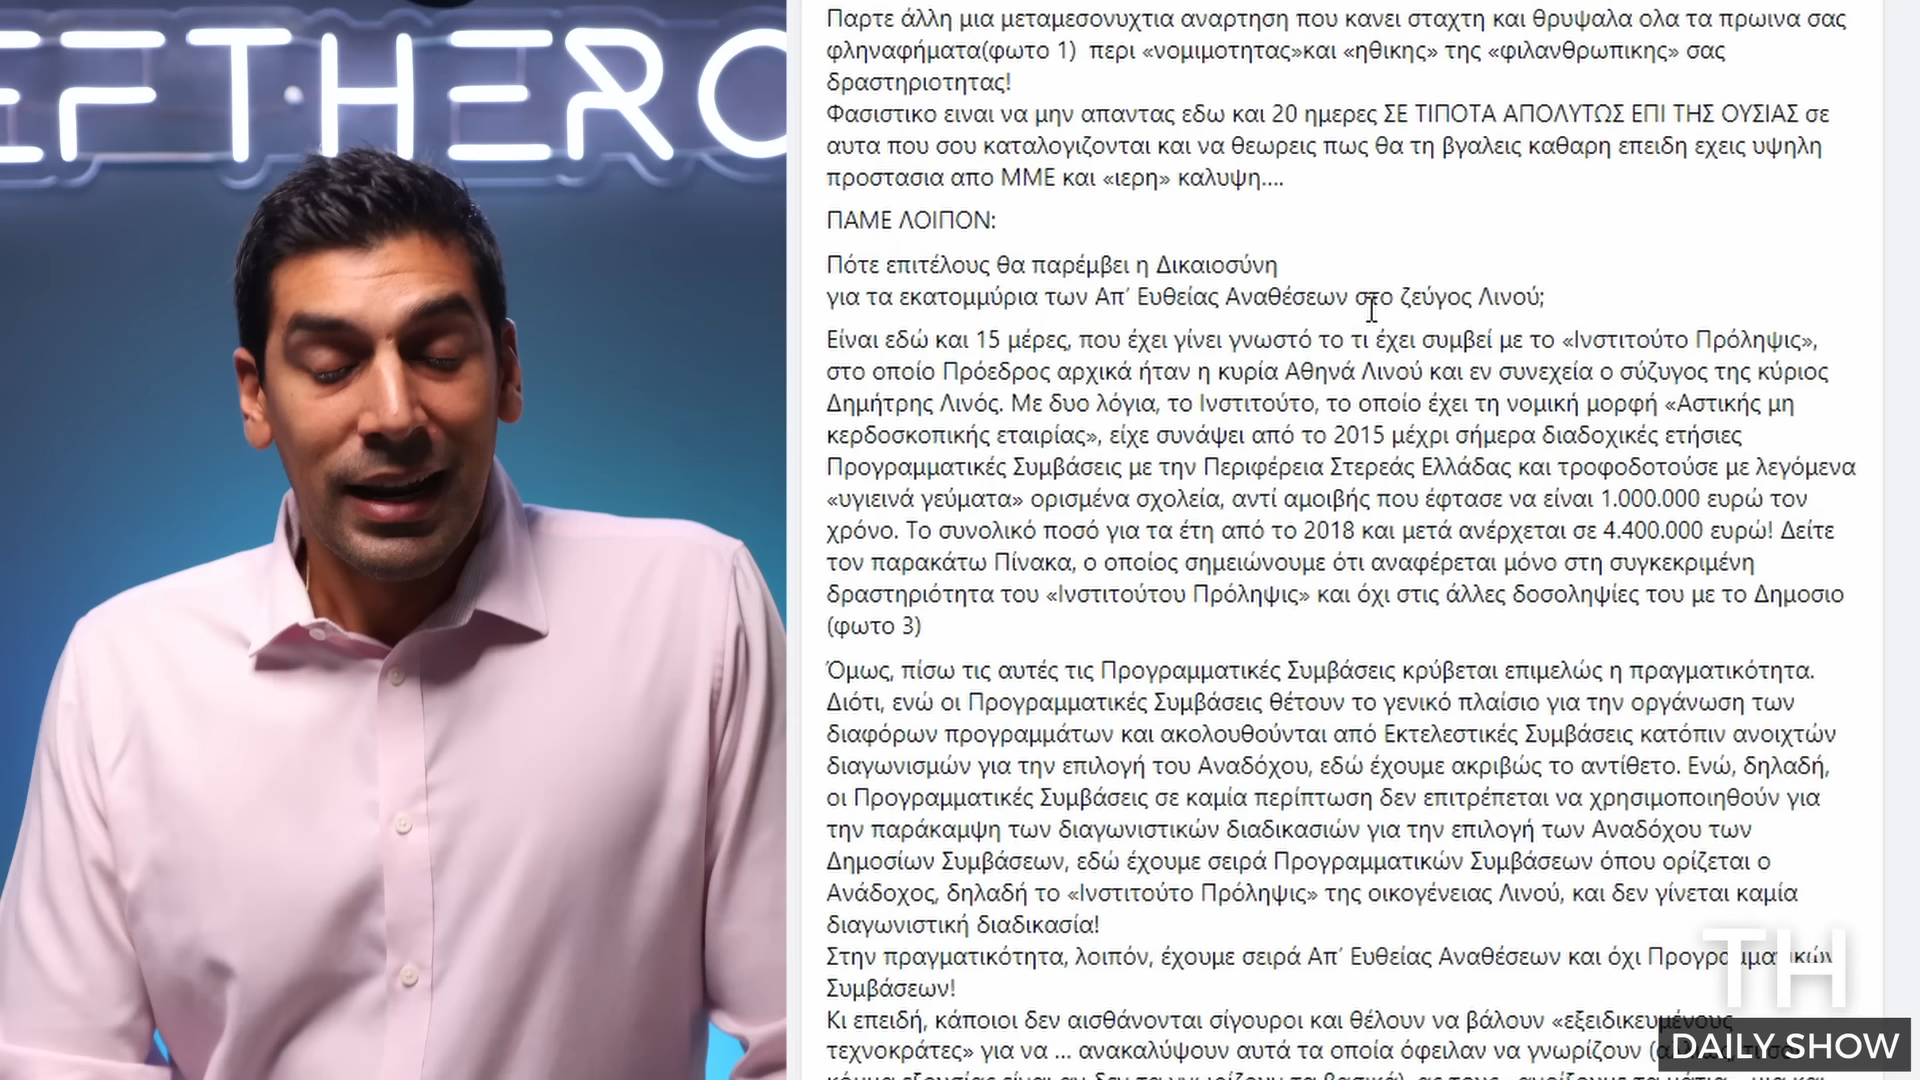 EFTHERO
Παρτε άλλη μια μεταμεσονυχτια αναρτηση που κανει σταχτη και θρυψαλα ολα τα πρωινα σας
φληναφήματα(φωτο 1) περι «νομιμοτητας»και «ηθικης» της «φιλανθρωπικης» σας
δραστηριοτητας!
Φασιστικο ειναι να μην απαντας εδω και 20 ημερες ΣΕ ΤΙΠΟΤΑ ΑΠΟΛΥΤΩΣ ΕΠΙ ΤΗΣ ΟΥΣΙΑΣ σε
αυτα που σου καταλογιζονται και να θεωρεις πως θα τη βγαλεις καθαρη επειδη εχεις υψηλη
προστασια απο ΜΜΕ και «ιερη» καλυψη....
ΠΑΜΕ ΛΟΙΠΟΝ:
Πότε επιτέλους θα παρέμβει η Δικαιοσύνη
για τα εκατομμύρια των Απ΄ Ευθείας Αναθέσεων στο ζεύγος Λινού;
Είναι εδώ και 15 μέρες, που έχει γίνει γνωστό το τι έχει συμβεί με το «Ινστιτούτο Πρόληψις»,
στο οποίο Πρόεδρος αρχικά ήταν η κυρία Αθηνά Λινού και εν συνεχεία ο σύζυγος της κύριος
Δημήτρης Λινός. Με δυο λόγια, το Ινστιτούτο, το οποίο έχει τη νομική μορφή «Αστικής μη
κερδοσκοπικής εταιρίας», είχε συνάψει από το 2015 μέχρι σήμερα διαδοχικές ετήσιες
Προγραμματικές Συμβάσεις με την Περιφέρεια Στερεάς Ελλάδας και τροφοδοτούσε με λεγόμενα
«υγιεινά γεύματα» ορισμένα σχολεία, αντί αμοιβής που έφτασε να είναι 1.000.000 ευρώ τον
χρόνο. Το συνολικό ποσό για τα έτη από το 2018 και μετά ανέρχεται σε 4.400.000 ευρώ! Δείτε
τον παρακάτω Πίνακα, ο οποίος σημειώνουμε ότι αναφέρεται μόνο στη συγκεκριμένη
δραστηριότητα του «Ινστιτούτου Πρόληψις» και όχι στις άλλες δοσοληψίες του με το Δημοσιο
(φωτο 3)
Όμως, πίσω τις αυτές τις Προγραμματικές Συμβάσεις κρύβεται επιμελώς η πραγματικότητα.
Διότι, ενώ οι Προγραμματικές Συμβάσεις θέτουν το γενικό πλαίσιο για την οργάνωση των
διαφόρων προγραμμάτων και ακολουθούνται από Εκτελεστικές Συμβάσεις κατόπιν ανοιχτών
διαγωνισμών για την επιλογή του Αναδόχου, εδώ έχουμε ακριβώς το αντίθετο. Ενώ, δηλαδή,
οι Προγραμματικές Συμβάσεις σε καμία περίπτωση δεν επιτρέπεται να χρησιμοποιηθούν για
την παράκαμψη των διαγωνιστικών διαδικασιών για την επιλογή των Αναδόχου των
Δημοσίων Συμβάσεων, εδώ έχουμε σειρά Προγραμματικών Συμβάσεων όπου ορίζεται ο
Ανάδοχος, δηλαδή το «Ινστιτούτο Πρόληψις» της οικογένειας Λινού, και δεν γίνεται καμία
διαγωνιστική διαδικασία!
Στην πραγματικότητα, λοιπόν, έχουμε σειρά Απ΄ Ευθείας Αναθέσεων και όχι Προγραμματικών
Συμβάσεων!
Κι επειδή, κάποιοι δεν αισθάνονται σίγουροι και θέλουν να βάλουν «εξειδικευμένους
τεχνοκράτες» για να ... ανακαλύψουν αυτά τα οποία όφειλαν να γνωρίζουν
TH
DAILY SHOW